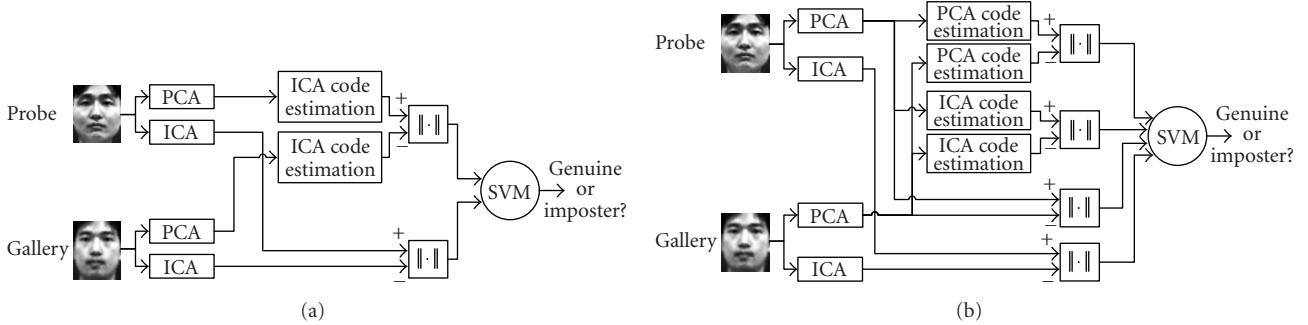 Probe
PCA
ICA
ICA code
estimation
ICA code
estimation
+
−
‖·‖
Gallery
PCA
ICA
+
−
‖·‖
SVM
Genuine
or
imposter?
(a)
Probe
PCA
ICA
PCA code
estimation
PCA code
estimation
+
−
‖·‖
ICA code
estimation
ICA code
estimation
+
−
‖·‖
SVM
Genuine
or
imposter?
Gallery
PCA
ICA
+
−
‖·‖
+
−
‖·‖
(b)